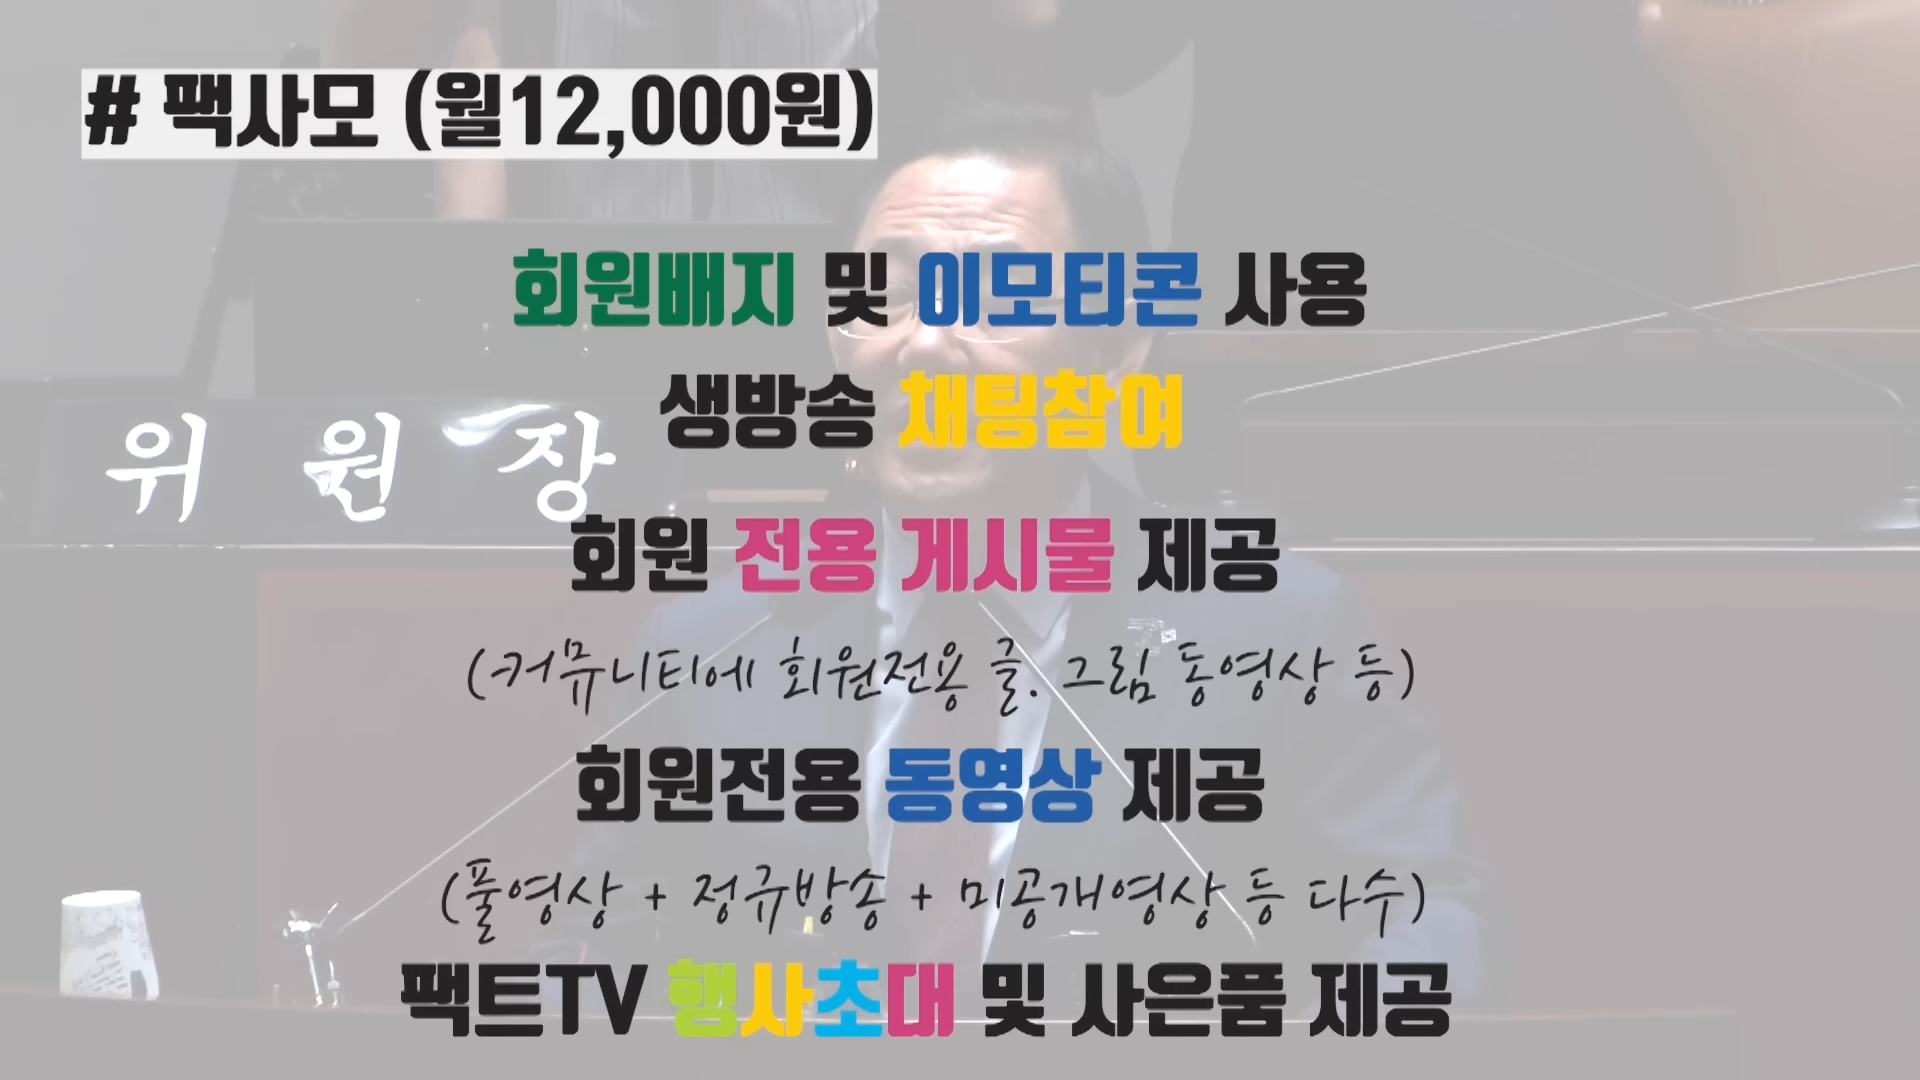 # 팩사모 (월12,000원)
회원배지 및 이모티콘 사용
생방송 채팅참여
위 원 장
회원 전용 게시물 제공
(커뮤니티에 회원전용 글. 그림 동영상 등)
회원전용 동영상 제공
(풀영상 + 정규방송 + 미공개영상 등 다수)
팩트TV 행사초대 및 사은품 제공